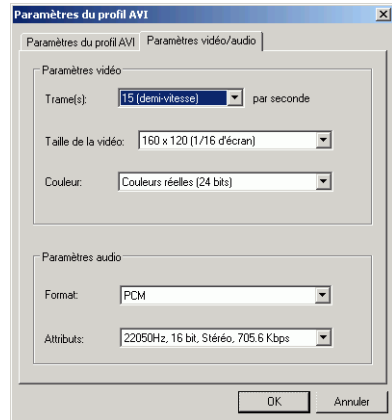 Paramètres du profil AVI
Paramètres du profil AVI Paramètres vidéo/audio
Paramètres vidéo
Trame(s): 15 (demi-vitesse) par seconde
Taille de la vidéo: 160 x 120 (1/16 d'écran)
Couleur: Couleurs réelles (24 bits)
Paramètres audio
Format: PCM
Attributs: 22050Hz, 16 bit, Stéréo, 705.6 Kbps
OK Annuler